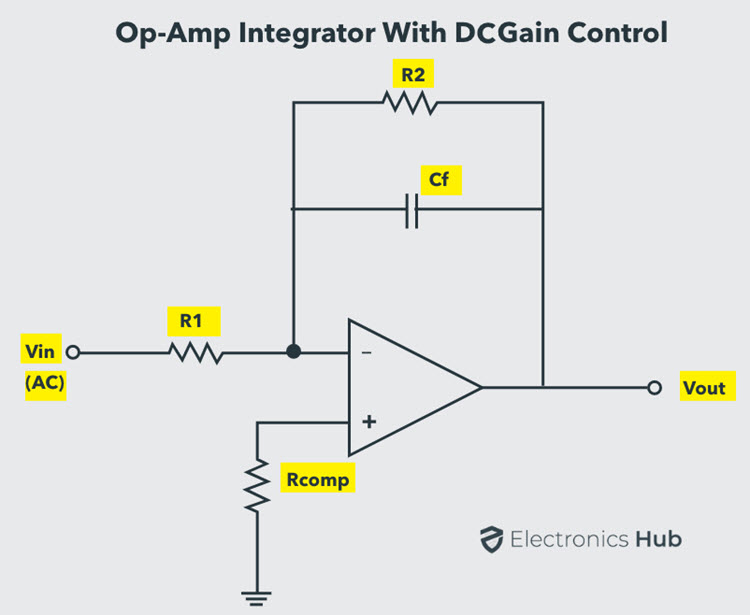 Op-Amp Integrator With DCGain Control
R2
Cf
R1
Vin
(AC)
−
+
Vout
Rcomp
Electronics Hub